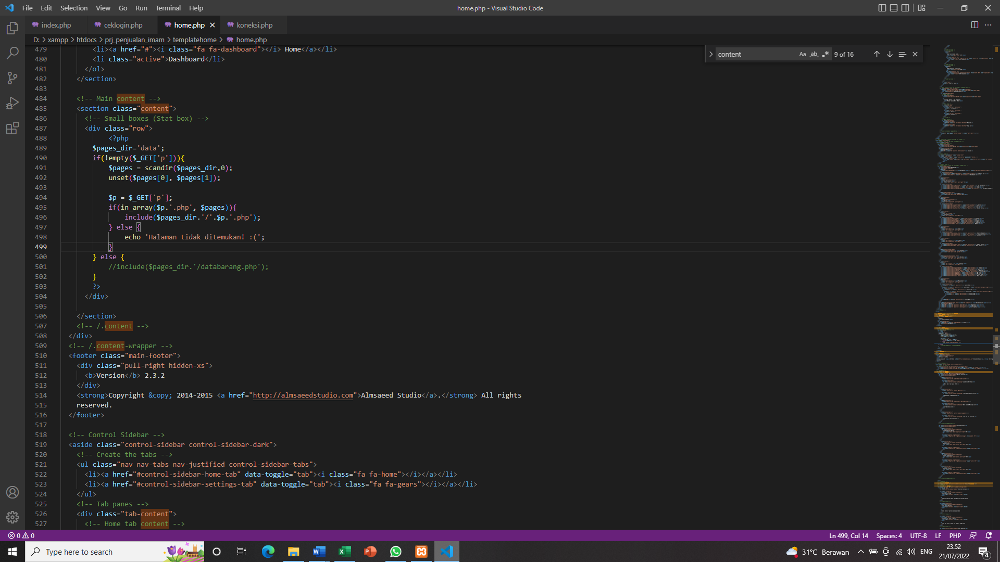 File Edit Selection View Go Run Terminal Help
home.php - Visual Studio Code
index.php ceklogin.php home.php koneksi.php
D: > xampp > htdocs > prj_penjualan_imam > templatehome > home.php
content Aa ab 9 of 16
479 <li><a href="#"><i class="fa fa-dashboard"></i> Home</a></li>
480 <li class="active">Dashboard</li>
481 </ol>
482 </section>
483
484 <!-- Main content -->
485 <section class="content">
486 <!-- Small boxes (Stat box) -->
487 <div class="row">
488 <?php
489 $pages_dir='data';
490 if(!empty($_GET['p'])){
491 $pages = scandir($pages_dir,0);
492 unset($pages[0], $pages[1]);
493
494 $p = $_GET['p'];
495 if(in_array($p.'.php', $pages)){
496 include($pages_dir.'/'.$p.'.php');
497 } else {
498 echo 'Halaman tidak ditemukan! :(';
499 }
500 } else {
501 //include($pages_dir.'/databarang.php');
502 }
503 ?>
504 </div>
505
506 </section>
507 <!-- /.content -->
508 </div>
509 <!-- /.content-wrapper -->
510 <footer class="main-footer">
511 <div class="pull-right hidden-xs">
512 <b>Version</b> 2.3.2
513 </div>
514 <strong>Copyright &copy; 2014-2015 <a href="http://almsaeedstudio.com">Almsaeed Studio</a>.</strong> All rights
515 reserved.
516 </footer>
517
518 <!-- Control Sidebar -->
519 <aside class="control-sidebar control-sidebar-dark">
520 <!-- Create the tabs -->
521 <ul class="nav nav-tabs nav-justified control-sidebar-tabs">
522 <li><a href="#control-sidebar-home-tab" data-toggle="tab"><i class="fa fa-home"></i></a></li>
523 <li><a href="#control-sidebar-settings-tab" data-toggle="tab"><i class="fa fa-gears"></i></a></li>
524 </ul>
525 <!-- Tab panes -->
526 <div class="tab-content">
527 <!-- Home tab content -->
0 0
Ln 499, Col 14 Spaces: 4 UTF-8 LF PHP
Type here to search
31°C Berawan ENG
23.52
21/07/2022
4